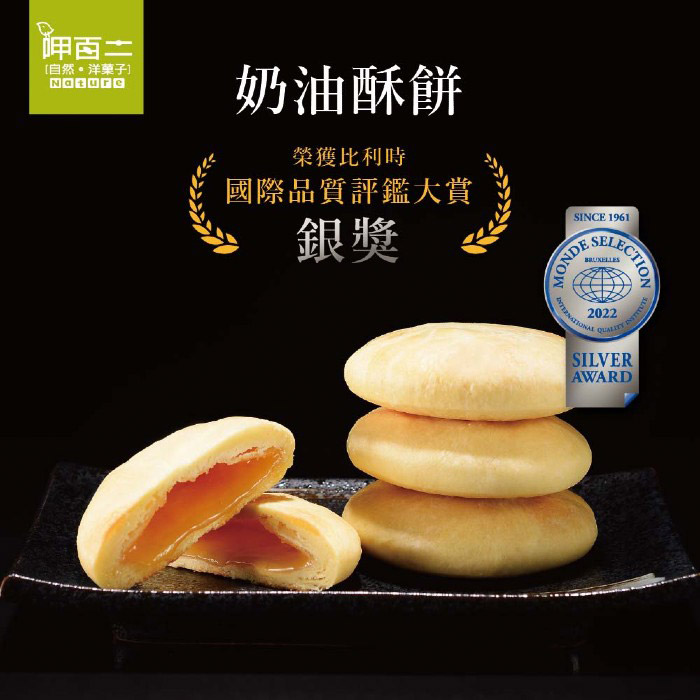 呷百二
[自然・洋菓子]
Nature
奶油酥餅
榮獲比利時
國際品質評鑑大賞
銀獎
SINCE 1961
MONDE SELECTION
BRUXELLES
2022
INTERNATIONAL QUALITY INSTITUTE
SILVER
AWARD